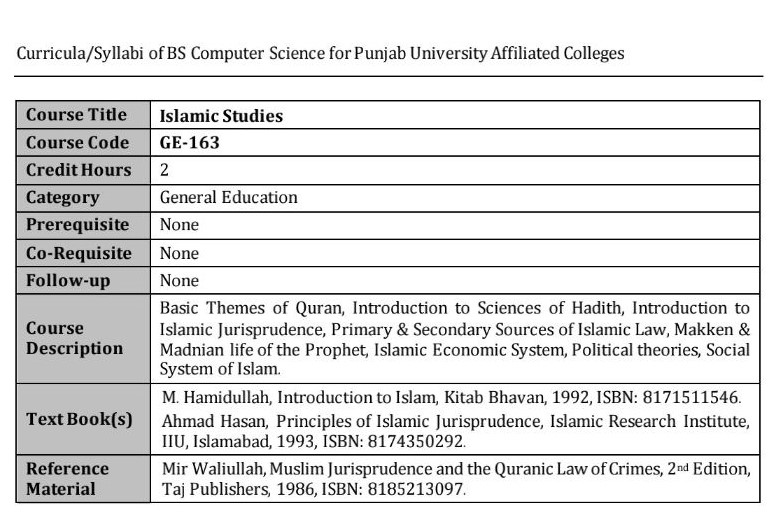 Curricula/Syllabi of BS Computer Science for Punjab University Affiliated Colleges
Course Title Islamic Studies
Course Code GE-163
Credit Hours 2
Category General Education
Prerequisite None
Co-Requisite None
Follow-up None
Course Description
Basic Themes of Quran, Introduction to Sciences of Hadith, Introduction to
Islamic Jurisprudence, Primary & Secondary Sources of Islamic Law, Makken &
Madnian life of the Prophet, Islamic Economic System, Political theories, Social
System of Islam.
Text Book(s)
M. Hamidullah, Introduction to Islam, Kitab Bhavan, 1992, ISBN: 8171511546.
Ahmad Hasan, Principles of Islamic Jurisprudence, Islamic Research Institute,
IIU, Islamabad, 1993, ISBN: 8174350292.
Reference Material
Mir Waliullah, Muslim Jurisprudence and the Quranic Law of Crimes, 2nd Edition,
Taj Publishers, 1986, ISBN: 8185213097.